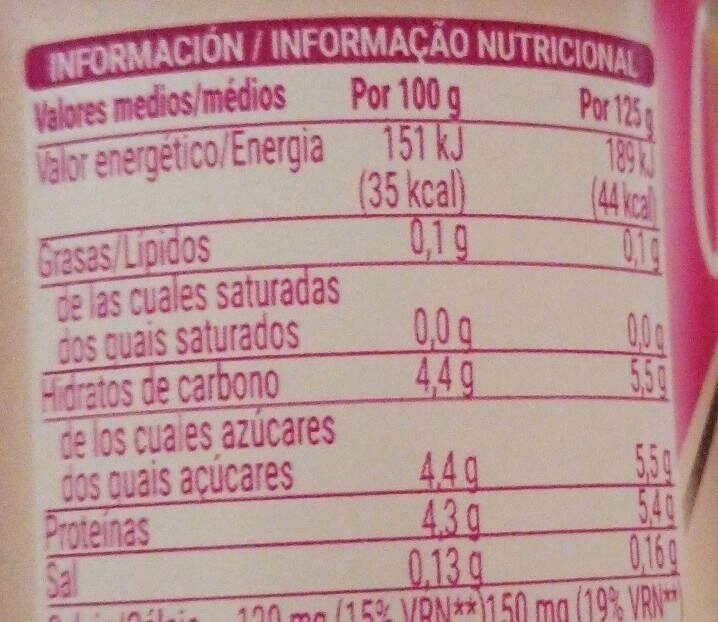 INFORMACIÓN / INFORMAÇÃO NUTRICIONAL
Valores medios/médios Por 100 g Por 125 g
Valor energético/Energia 151 kJ 189 kJ
(35 kcal) (44 kcal)
Grasas/Lípidos 0,1 g 0,1 g
de las cuales saturadas
dos quais saturados 0,0 g 0,0 g
Hidratos de carbono 4,4 g 5,5 g
de los cuales azúcares
dos quais açúcares 4,4 g 5,5 g
Proteínas 4,3 g 5,4 g
Sal 0,13 g 0,16 g
120 mg (15% VRN**) 150 mg (19% VRN**